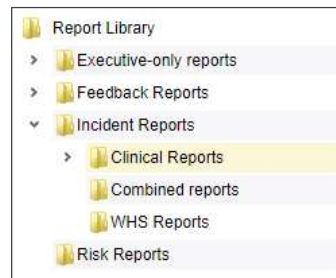 Report Library
Executive-only reports
Feedback Reports
Incident Reports
Clinical Reports
Combined reports
WHS Reports
Risk Reports